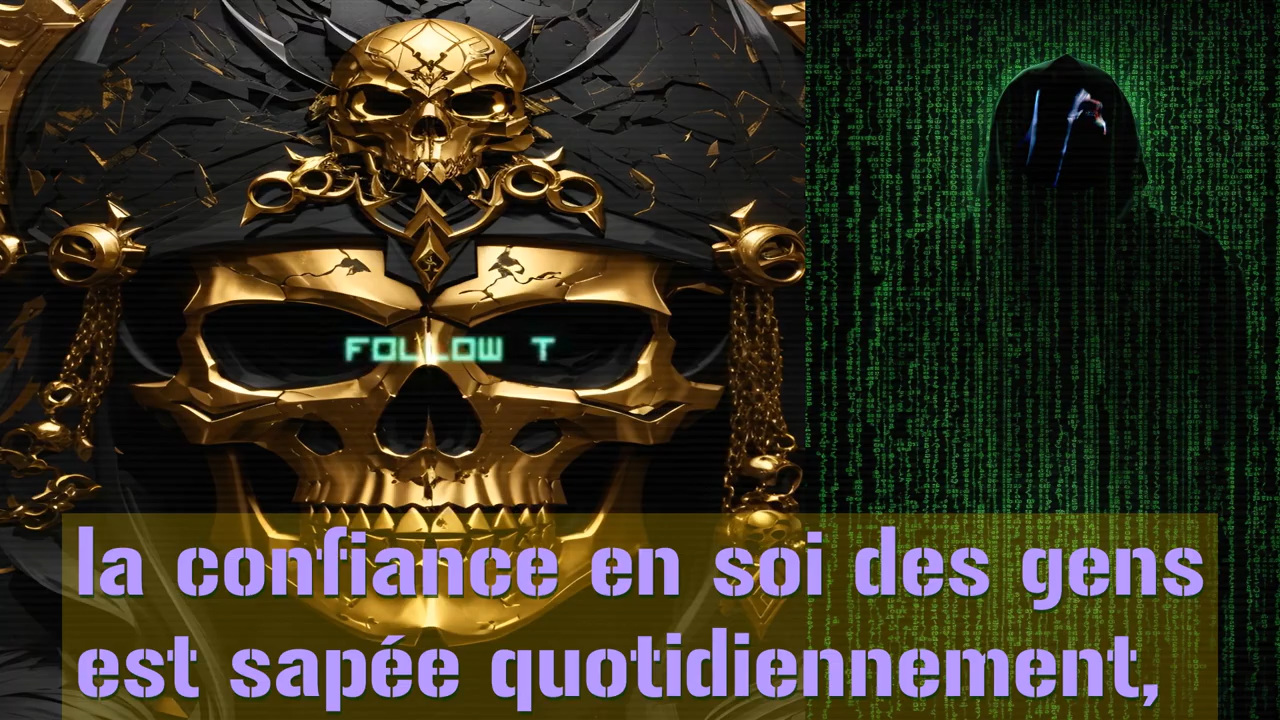 FOLLOW T
la confiance en soi des gens
est sapée quotidiennement,